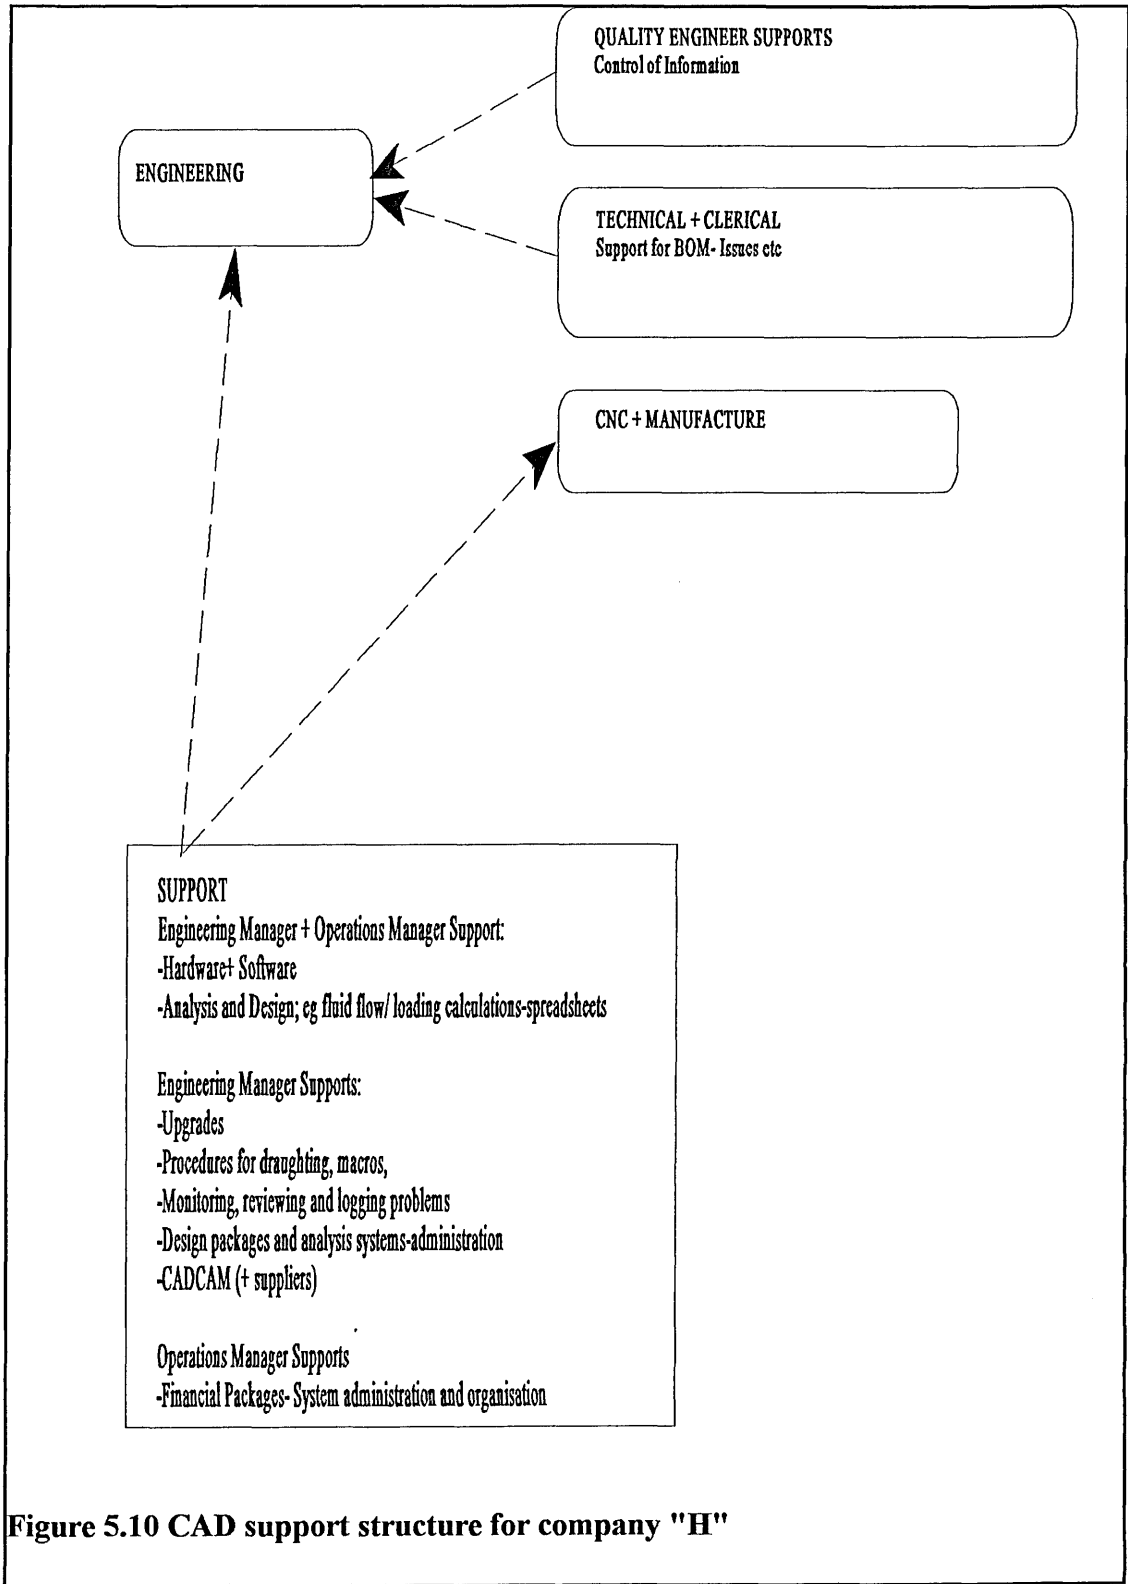 QUALITY ENGINEER SUPPORTS
Control of Information
ENGINEERING
TECHNICAL + CLERICAL
Support for BOM- Issues etc
CNC + MANUFACTURE
SUPPORT
Engineering Manager + Operations Manager Support:
-Hardware+ Software
-Analysis and Design; eg fluid flow/ loading calculations-spreadsheets
Engineering Manager Supports:
-Upgrades
-Procedures for draughting, macros,
-Monitoring, reviewing and logging problems
-Design packages and analysis systems-administration
-CADCAM (+ suppliers)
Operations Manager Supports
-Financial Packages- System administration and organisation
Figure 5.10 CAD support structure for company "H"